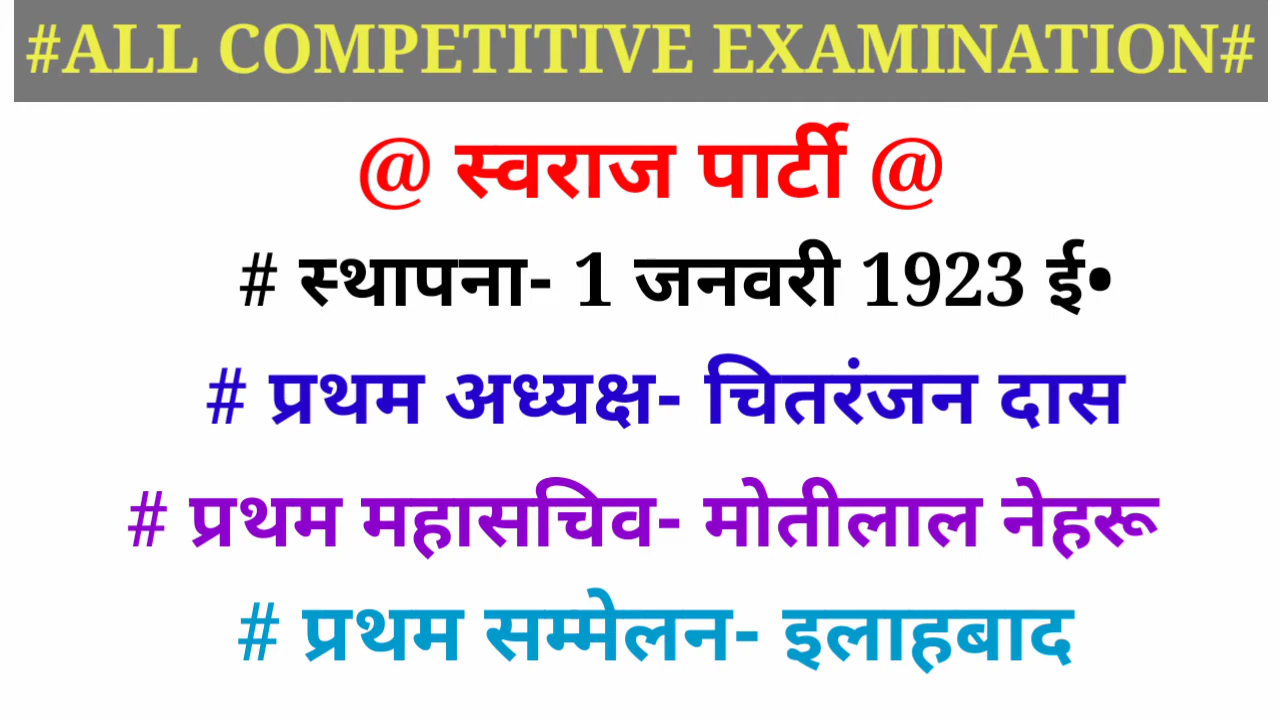 #ALL COMPETITIVE EXAMINATION#
@ स्वराज पार्टी @
# स्थापना- 1 जनवरी 1923 ई•
# प्रथम अध्यक्ष- चितरंजन दास
# प्रथम महासचिव- मोतीलाल नेहरू
# प्रथम सम्मेलन- इलाहबाद